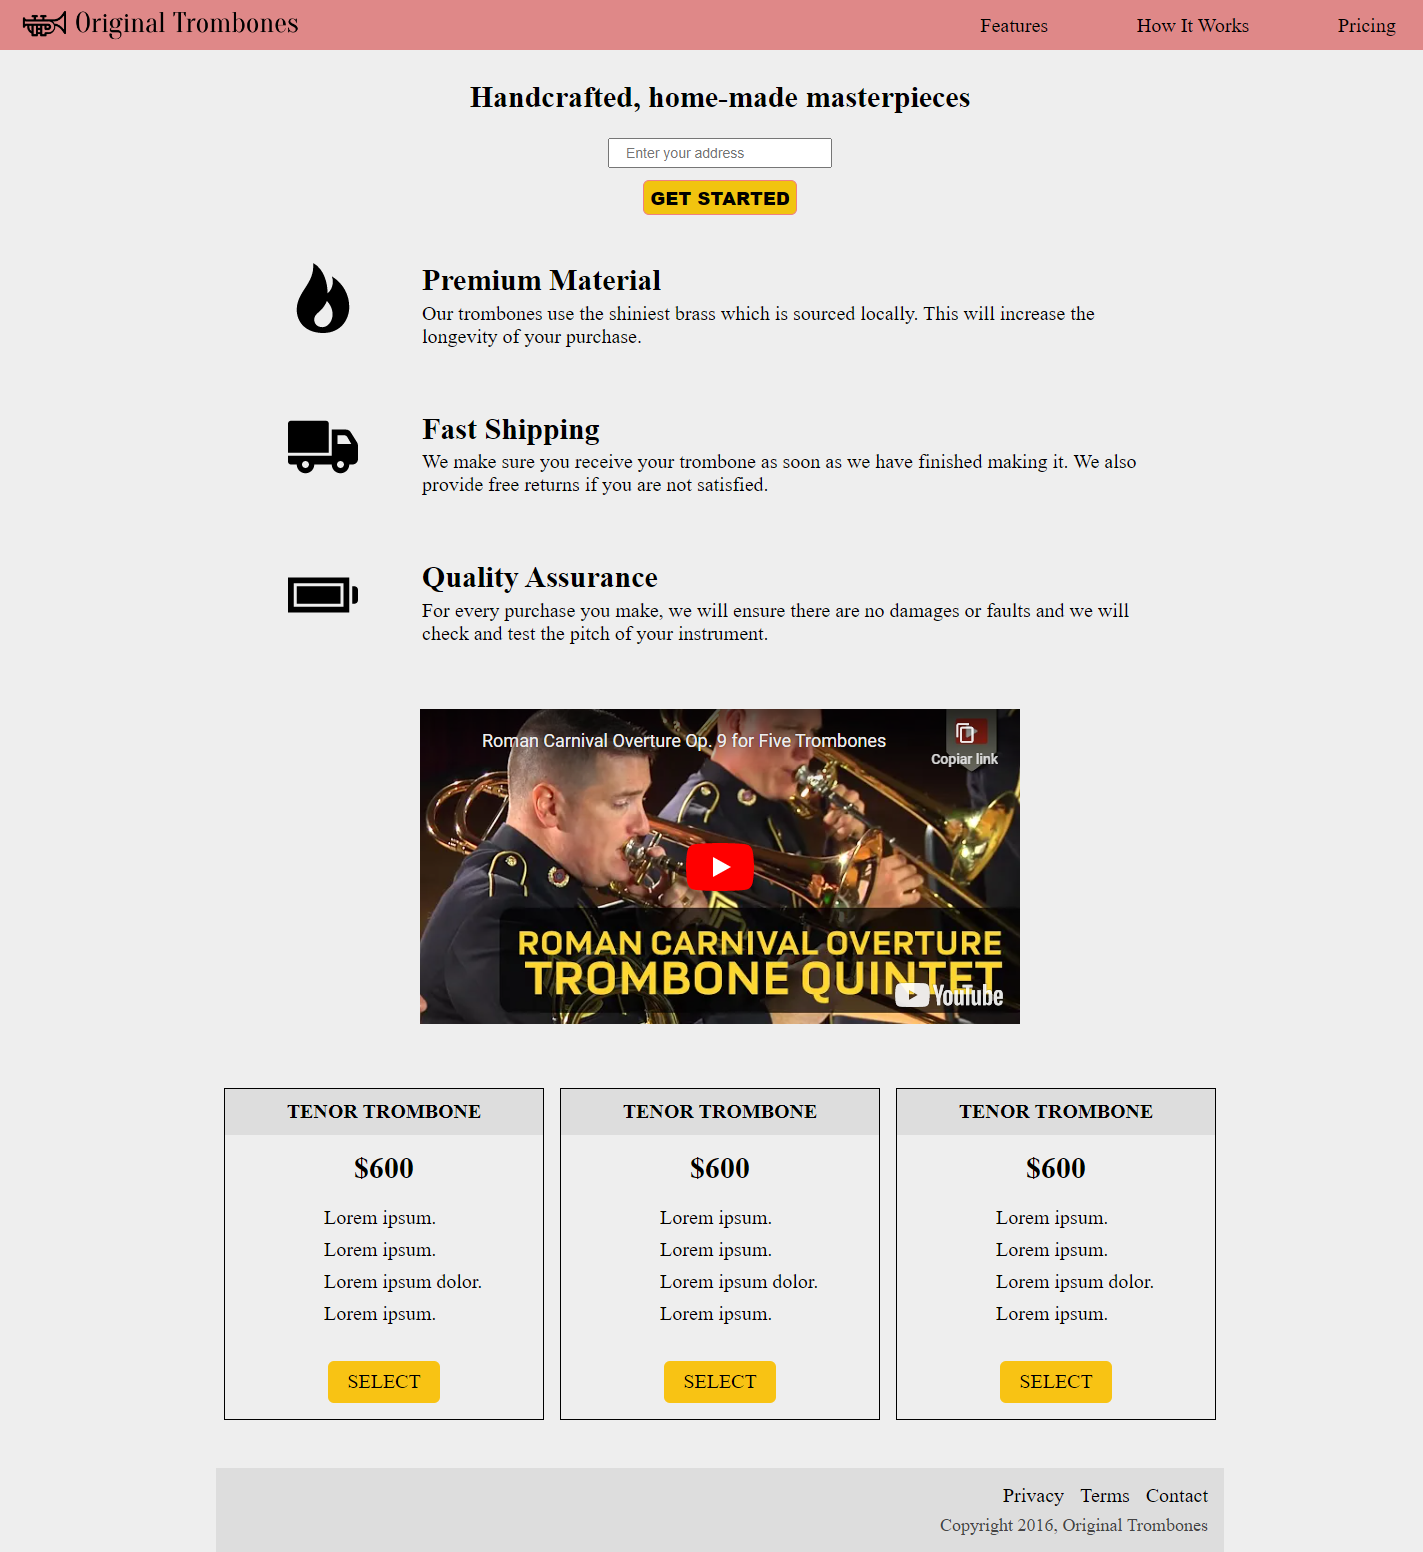 Original Trombones
Features
How It Works
Pricing
Handcrafted, home-made masterpieces
Enter your address
GET STARTED
Premium Material
Our trombones use the shiniest brass which is sourced locally. This will increase the
longevity of your purchase.
Fast Shipping
We make sure you receive your trombone as soon as we have finished making it. We also
provide free returns if you are not satisfied.
Quality Assurance
For every purchase you make, we will ensure there are no damages or faults and we will
check and test the pitch of your instrument.
Roman Carnival Overture Op. 9 for Five Trombones
Copiar link
ROMAN CARNIVAL OVERTURE
TROMBONE QUINTET
YouTube
TENOR TROMBONE
$600
Lorem ipsum.
Lorem ipsum.
Lorem ipsum dolor.
Lorem ipsum.
SELECT
TENOR TROMBONE
$600
Lorem ipsum.
Lorem ipsum.
Lorem ipsum dolor.
Lorem ipsum.
SELECT
TENOR TROMBONE
$600
Lorem ipsum.
Lorem ipsum.
Lorem ipsum dolor.
Lorem ipsum.
SELECT
Privacy Terms Contact
Copyright 2016, Original Trombones